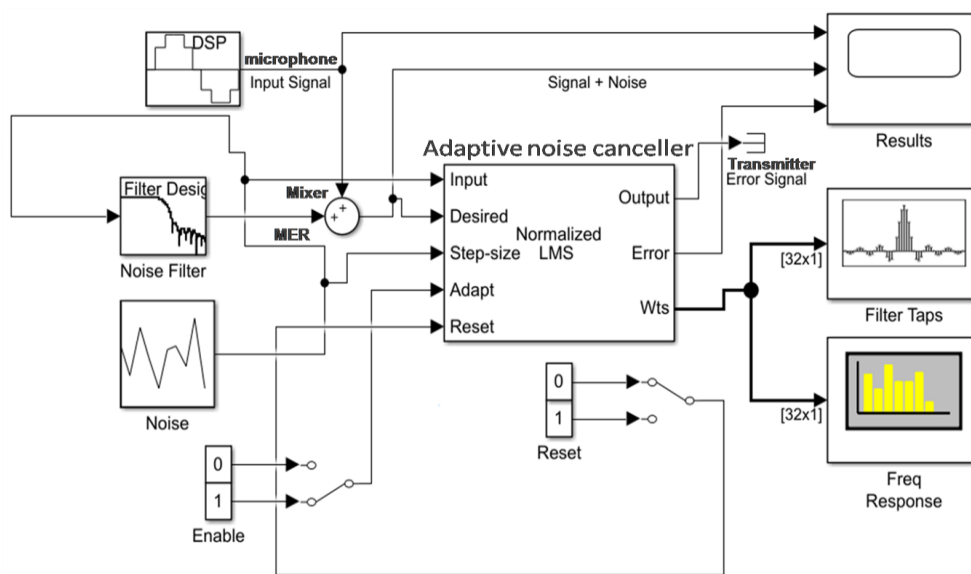 DSP
microphone
Input Signal
Signal + Noise
Results
Adaptive noise canceller
Transmitter
Error Signal
Filter Desig
Noise Filter
Mixer
+
+
MER
Input
Desired
Step-size
Adapt
Reset
Normalized
LMS
Output
Error
Wts
[32x1]
Filter Taps
Noise
0
1
Reset
[32x1]
Freq
Response
0
1
Enable